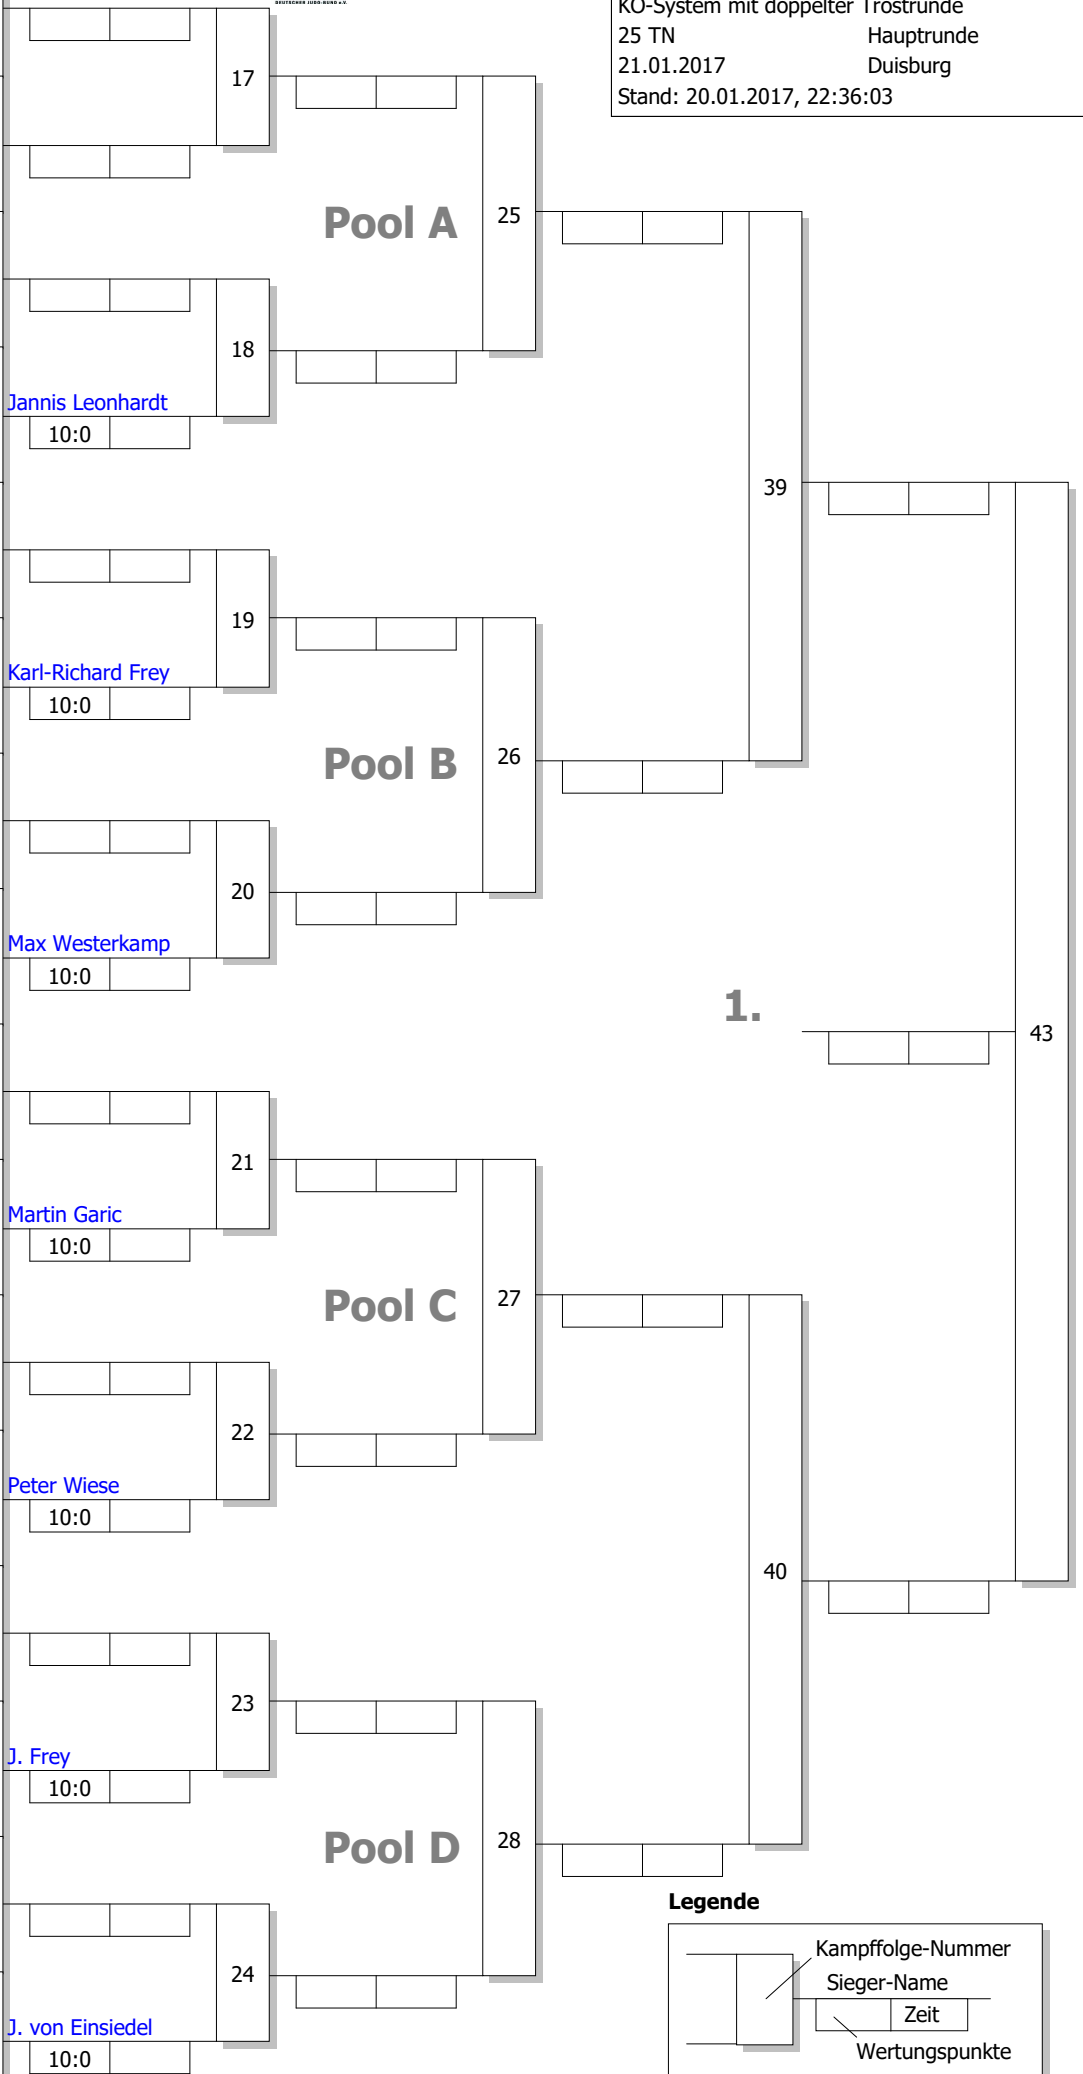 DEUTSCHER JUDO-BUND e.V.
KO-System mit doppelter Trostrunde
25 TN Hauptrunde
21.01.2017 Duisburg
Stand: 20.01.2017, 22:36:03
17
Pool A
25
18
Jannis Leonhardt
10:0
39
19
Karl-Richard Frey
10:0
Pool B
26
20
Max Westerkamp
10:0
1.
43
21
Martin Garic
10:0
Pool C
27
22
Peter Wiese
10:0
40
23
J. Frey
10:0
Pool D
28
Legende
Kampffolge-Nummer
24
Sieger-Name
Zeit
J. von Einsiedel
Wertungspunkte
10:0